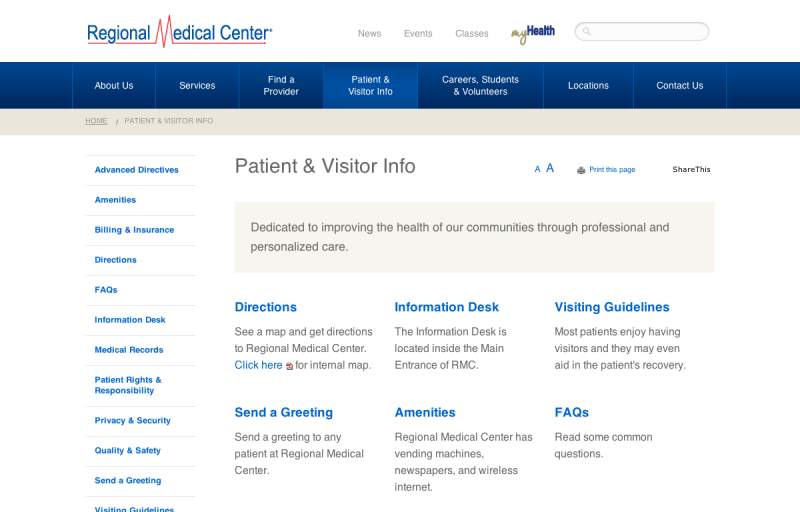 Regional Medical Center®
News
Events
Classes
myHealth
About Us
Services
Find a
Provider
Patient &
Visitor Info
Careers, Students
& Volunteers
Locations
Contact Us
HOME / PATIENT & VISITOR INFO
Advanced Directives
Amenities
Billing & Insurance
Directions
FAQs
Information Desk
Medical Records
Patient Rights &
Responsibility
Privacy & Security
Quality & Safety
Send a Greeting
Visiting Guidelines
Patient & Visitor Info
A A
Print this page
ShareThis
Dedicated to improving the health of our communities through professional and
personalized care.
Directions
See a map and get directions
to Regional Medical Center.
Click here for internal map.
Information Desk
The Information Desk is
located inside the Main
Entrance of RMC.
Visiting Guidelines
Most patients enjoy having
visitors and they may even
aid in the patient's recovery.
Send a Greeting
Send a greeting to any
patient at Regional Medical
Center.
Amenities
Regional Medical Center has
vending machines,
newspapers, and wireless
internet.
FAQs
Read some common
questions.